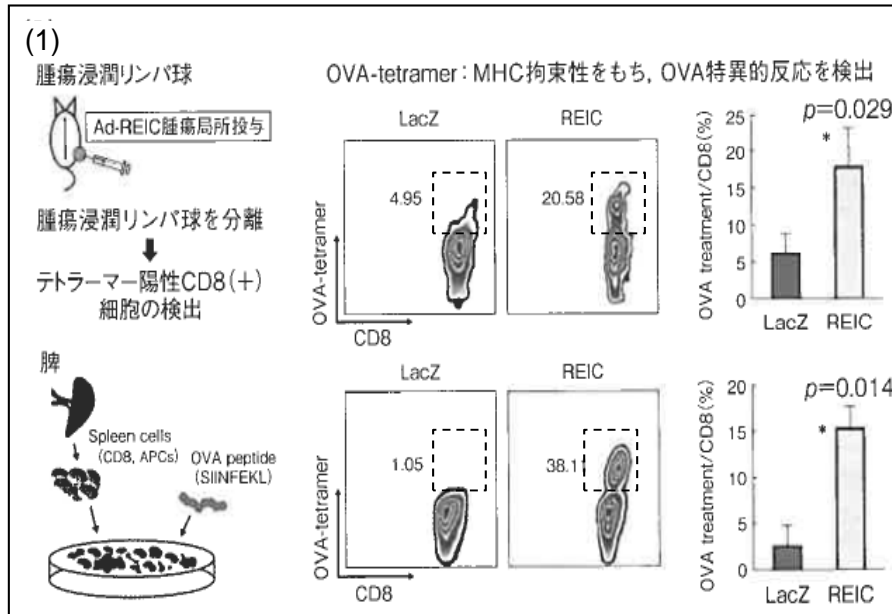 (1)
腫瘍浸潤リンパ球
Ad-REIC腫瘍局所投与
腫瘍浸潤リンパ球を分離
テトラーマー陽性CD8(+)
細胞の検出
OVA-tetramer：MHC拘束性をもち，OVA特異的反応を検出
LacZ
REIC
4.95
20.58
OVA-tetramer
CD8
p=0.029
*
OVA treatment/CD8(%)
25
20
15
10
5
0
LacZ
REIC
脾
Spleen cells
(CD8, APCs)
OVA peptide
(SIINFEKL)
LacZ
REIC
1.05
38.11
OVA-tetramer
CD8
p=0.014
*
OVA treatment/CD8(%)
20
15
10
5
0
LacZ
REIC